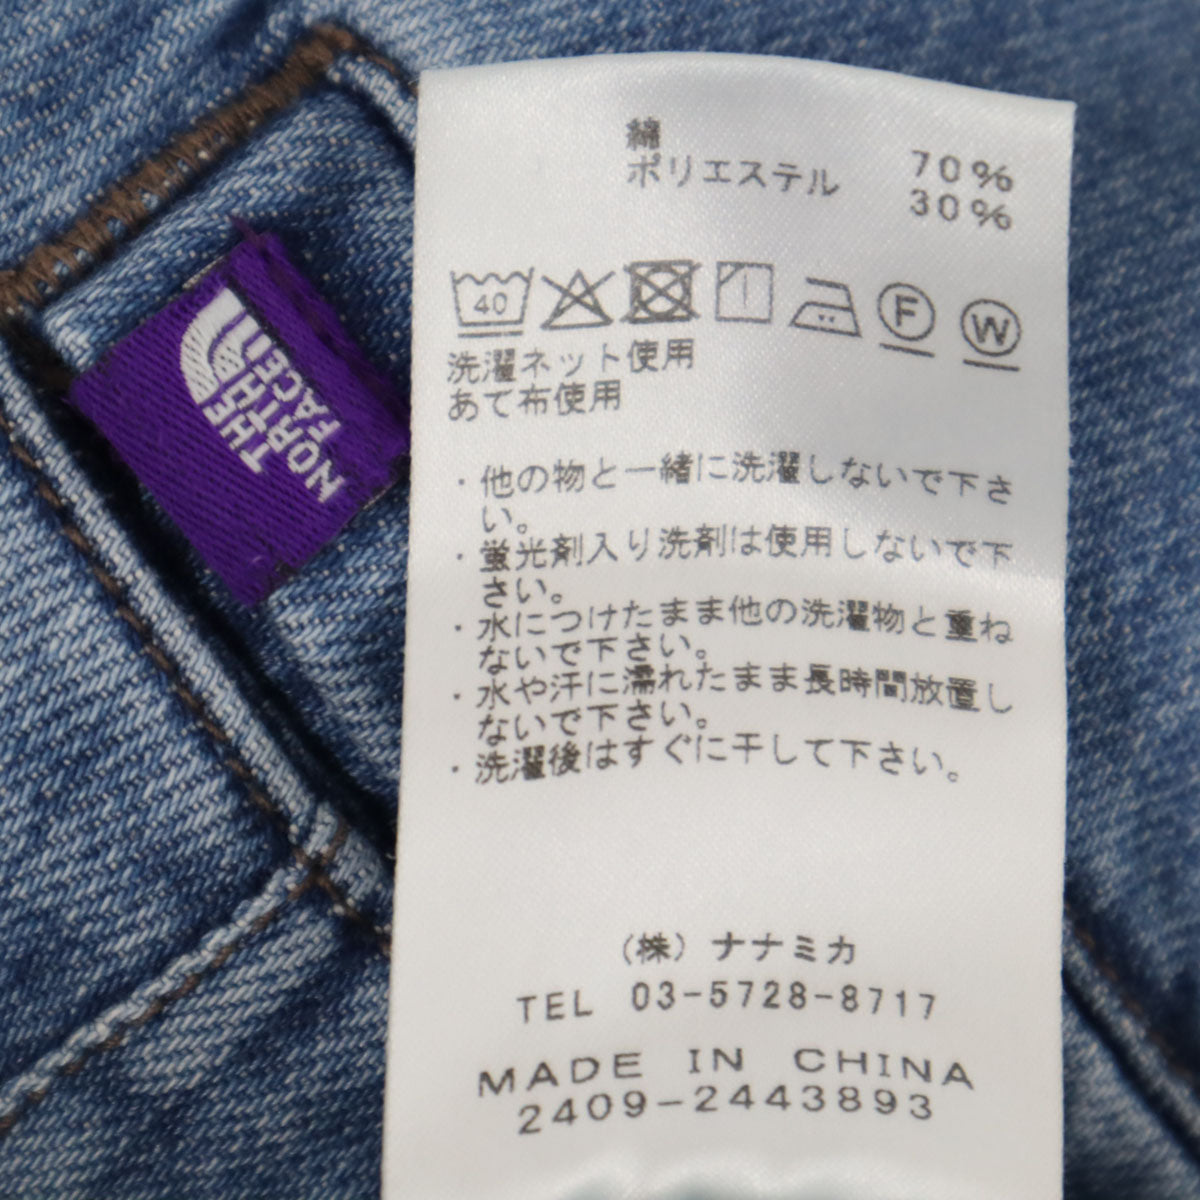 綿 70%
ポリエステル 30%
40 F W
洗濯ネット使用
あて布使用
・他の物と一緒に洗濯しないで下さ
い。
・蛍光剤入り洗剤は使用しないで下
さい。
・水につけたまま他の洗濯物と重ね
ないで下さい。
・水や汗に濡れたまま長時間放置し
ないで下さい。
・洗濯後はすぐに干して下さい。
(株)ナナミカ
TEL 03-5728-8717
MADE IN CHINA
2409-2443893
THE
NORTH
FACE